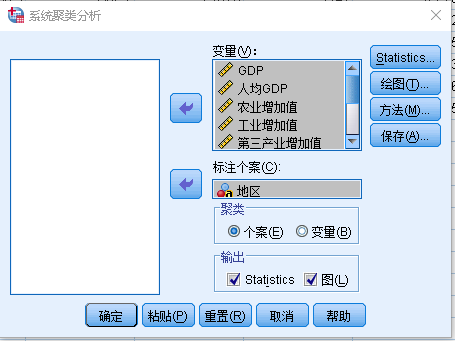 系统聚类分析
变量(V)：
GDP
人均GDP
农业增加值
工业增加值
第三产业增加值
Statistics...
绘图(T)...
方法(M)...
保存(A)...
标注个案(C):
地区
聚类
个案(E) 变量(B)
输出
Statistics 图(L)
确定 粘贴(P) 重置(R) 取消 帮助